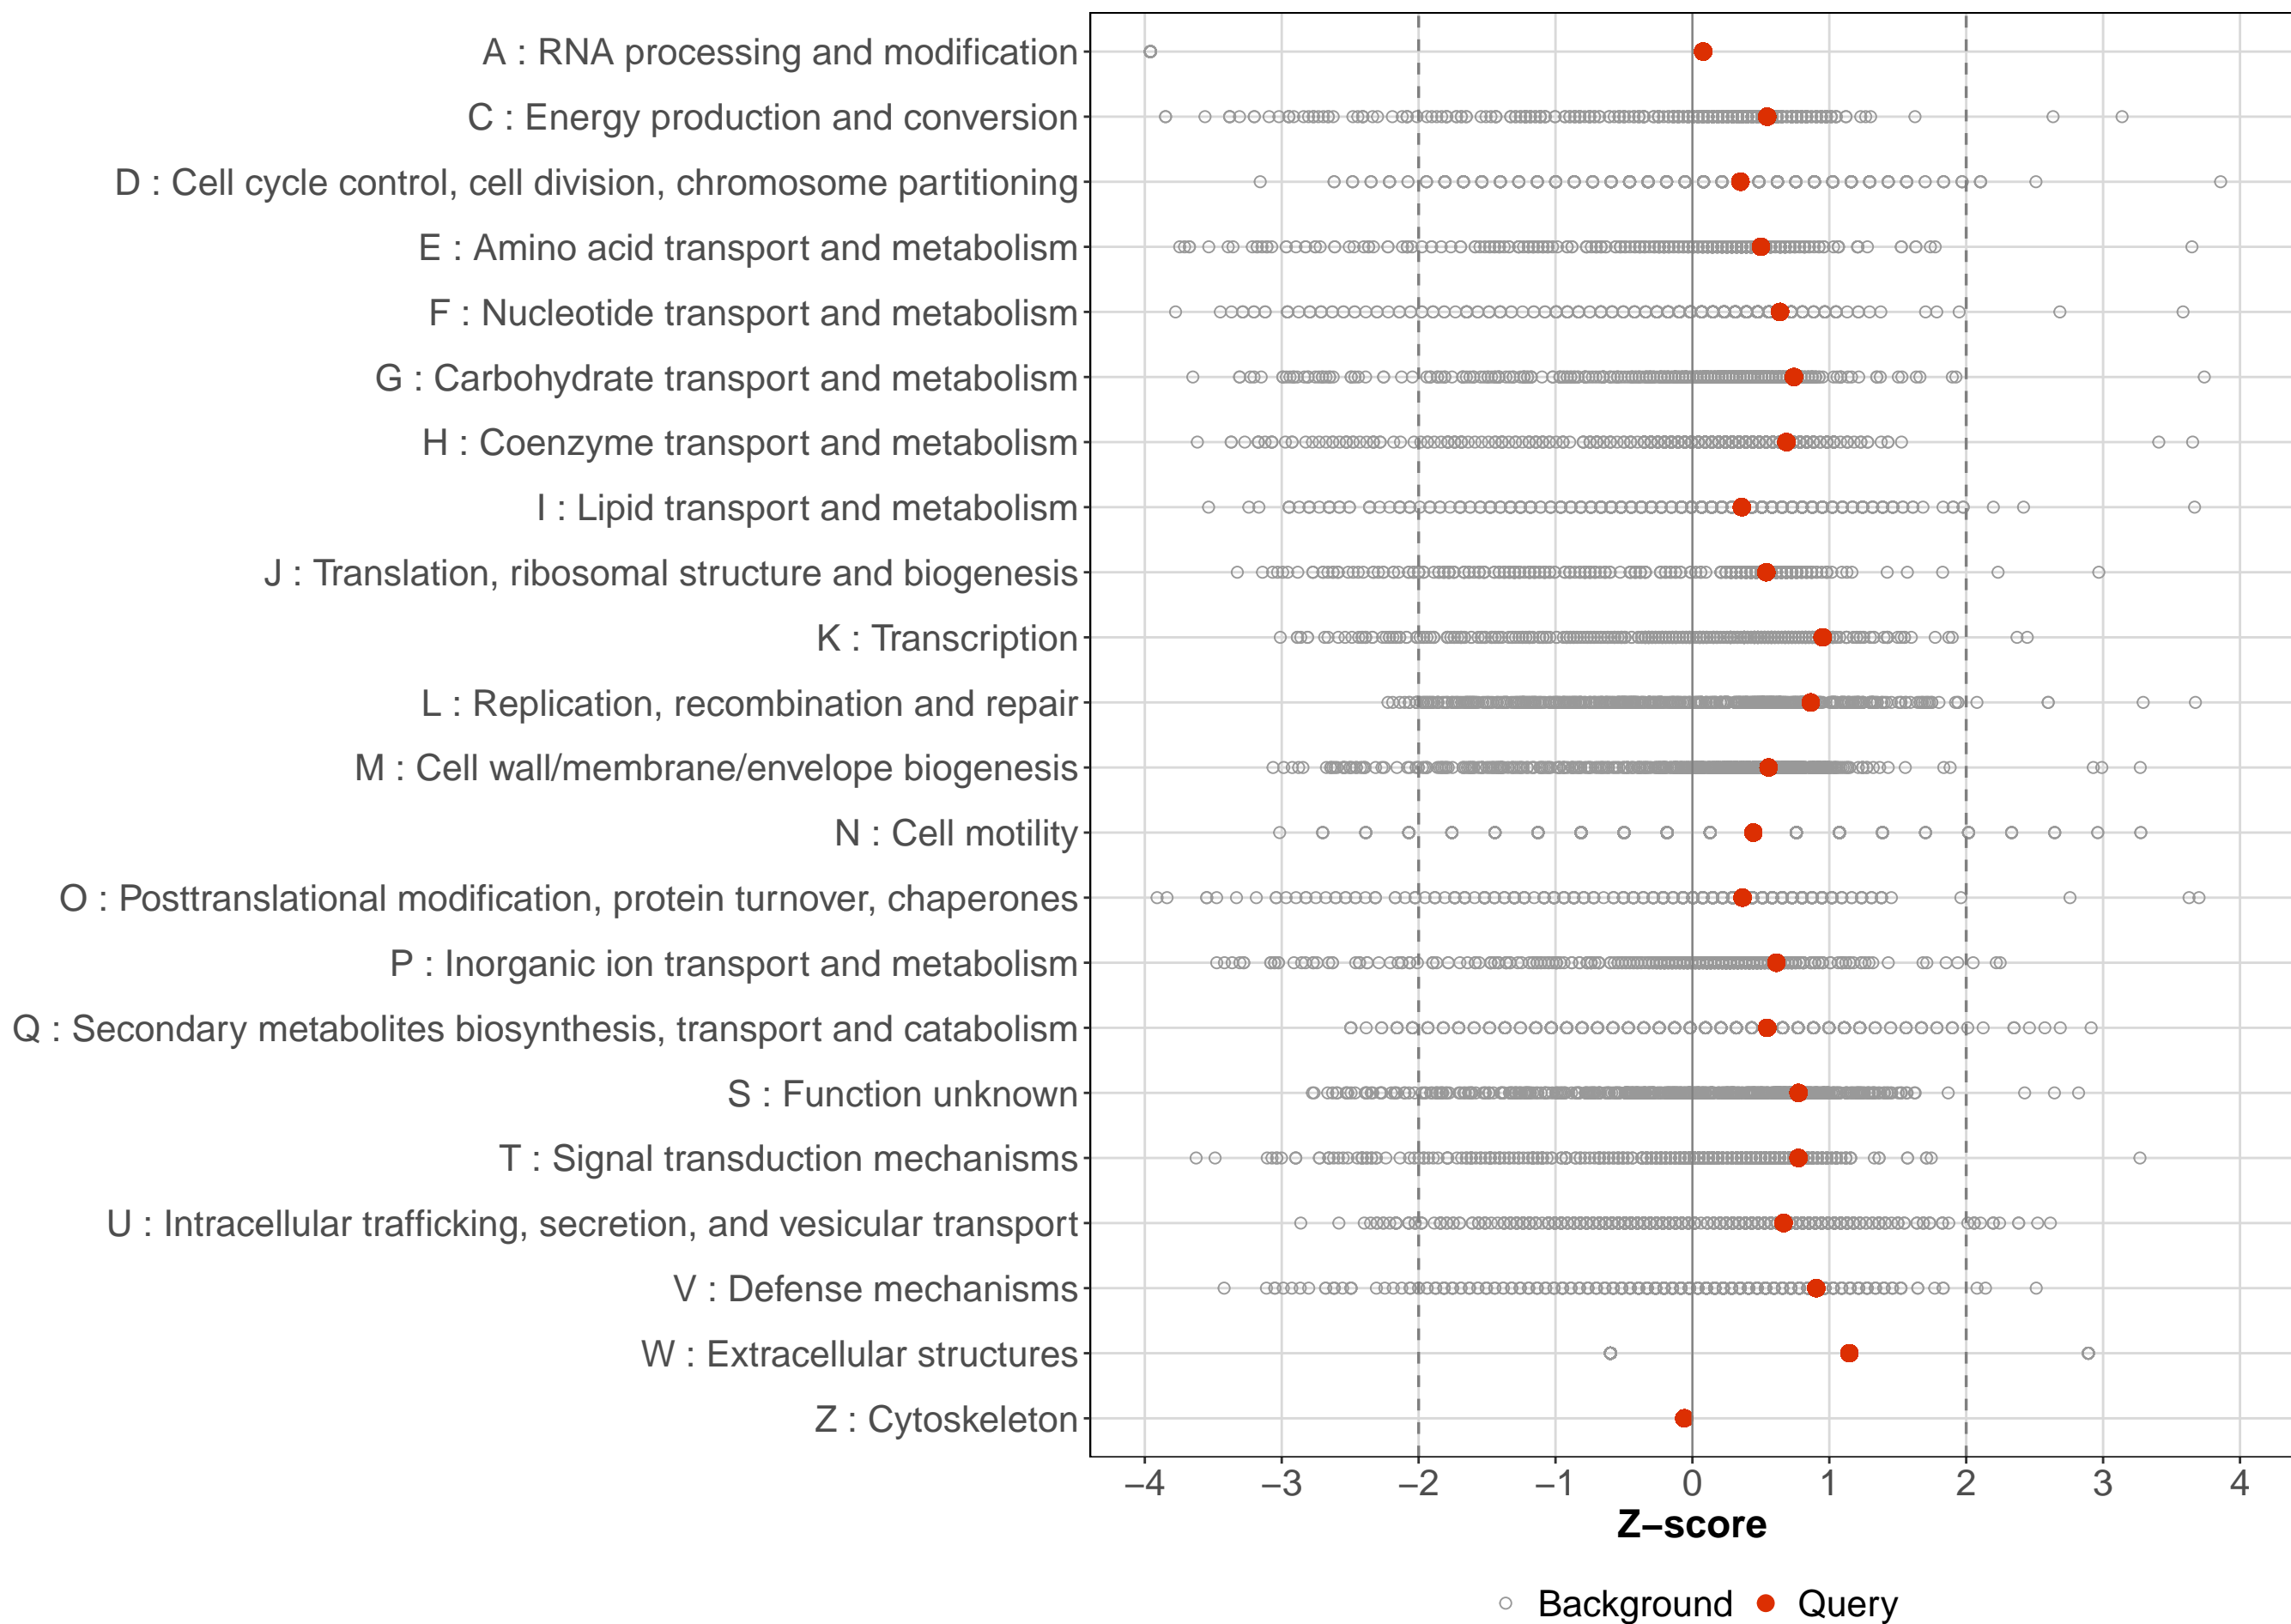 A : RNA processing and modification
C : Energy production and conversion
D : Cell cycle control, cell division, chromosome partitioning
E : Amino acid transport and metabolism
F : Nucleotide transport and metabolism
G : Carbohydrate transport and metabolism
H : Coenzyme transport and metabolism
I : Lipid transport and metabolism
J : Translation, ribosomal structure and biogenesis
K : Transcription
L : Replication, recombination and repair
M : Cell wall/membrane/envelope biogenesis
N : Cell motility
O : Posttranslational modification, protein turnover, chaperones
P : Inorganic ion transport and metabolism
Q : Secondary metabolites biosynthesis, transport and catabolism
S : Function unknown
T : Signal transduction mechanisms
U : Intracellular trafficking, secretion, and vesicular transport
V : Defense mechanisms
W : Extracellular structures
Z : Cytoskeleton
−4 −3 −2 −1 0 1 2 3 4
Z−score
Background Query